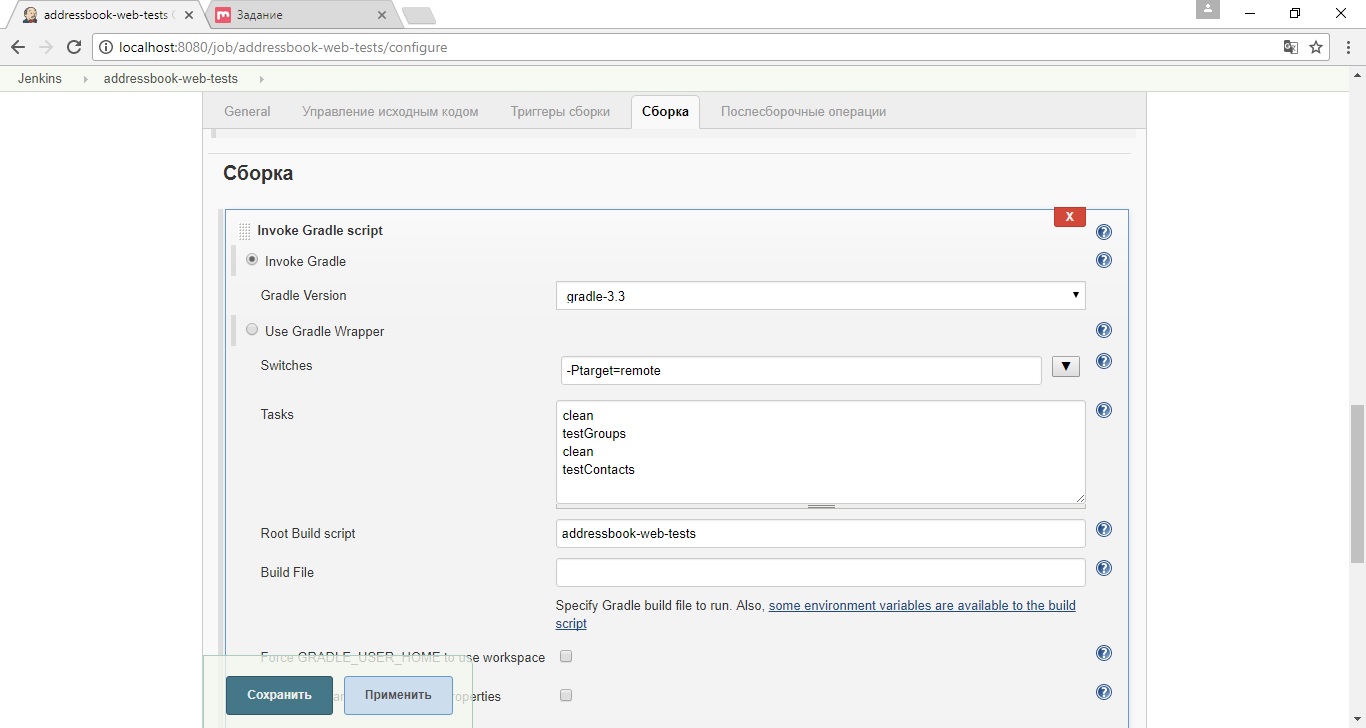 addressbook-web-tests
Задание
localhost:8080/job/addressbook-web-tests/configure
Jenkins
addressbook-web-tests
General
Управление исходным кодом
Триггеры сборки
Сборка
Послесборочные операции
Сборка
X
Invoke Gradle script
Invoke Gradle
Gradle Version
gradle-3.3
Use Gradle Wrapper
Switches
-Ptarget=remote
Tasks
clean
testGroups
clean
testContacts
Root Build script
addressbook-web-tests
Build File
Specify Gradle build file to run. Also, some environment variables are available to the build
script
Force GRADLE_USER_HOME to use workspace
Сохранить
Применить